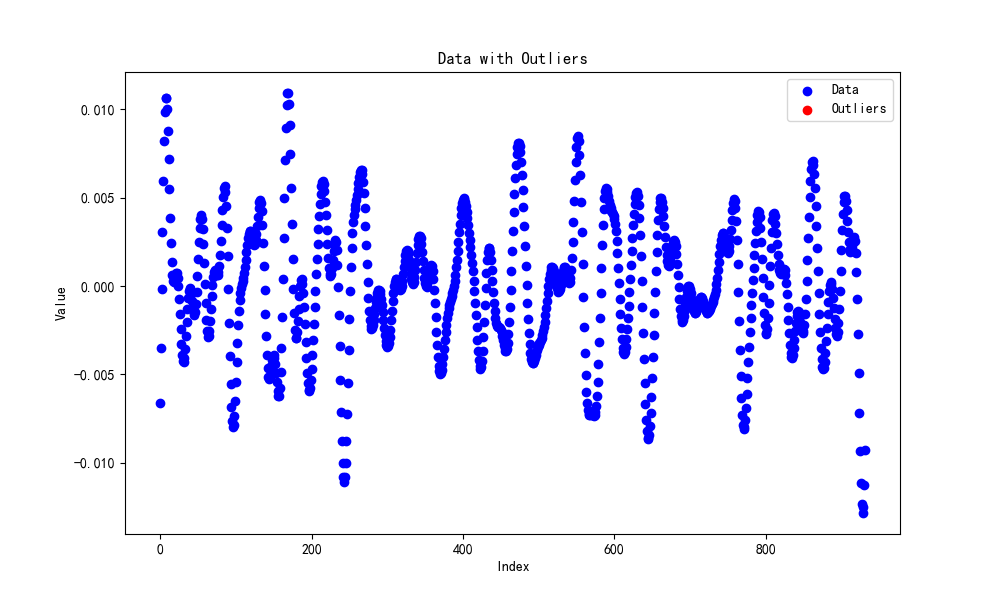 Data with Outliers
Data
Outliers
0.010
0.005
0.000
−0.005
−0.010
Value
0 200 400 600 800
Index